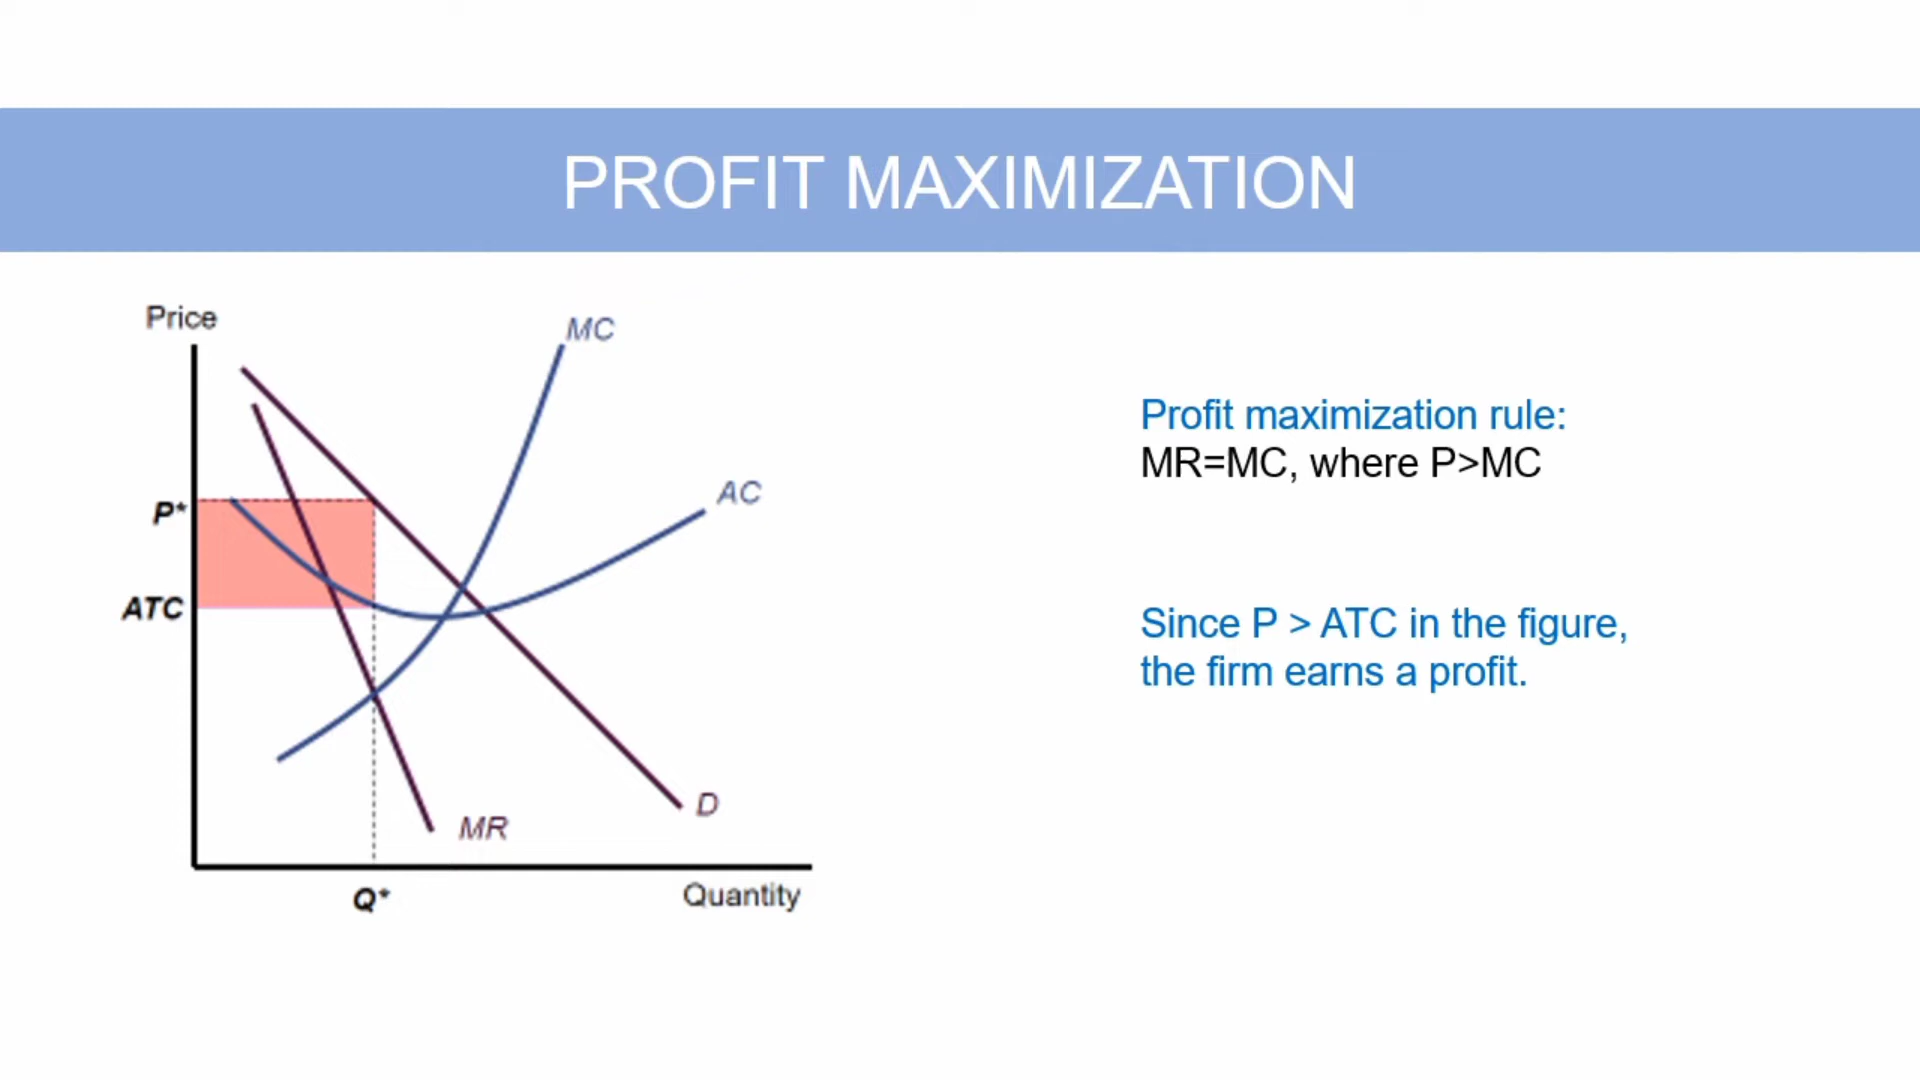 PROFIT MAXIMIZATION
Price
MC
AC
P*
ATC
D
MR
Q*
Quantity
Profit maximization rule:
MR=MC, where P>MC
Since P > ATC in the figure,
the firm earns a profit.